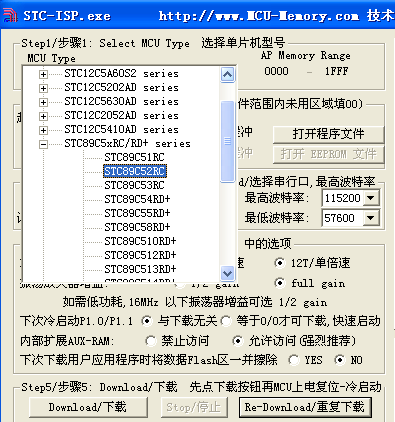 STC-ISP.exe http://www.MCU-Memory.com 技术
Step1/步骤1: Select MCU Type 选择单片机型号
MCU Type AP Memory Range
0000 - 1FFF
STC12C5A60S2 series
STC12C5202AD series
STC12C5630AD series
STC12C2052AD series
STC12C5410AD series
STC89C5xRC/RD+ series
STC89C51RC
STC89C52RC
STC89C53RC
STC89C54RD+
STC89C58RD+
STC89C510RD+
STC89C512RD+
STC89C513RD+
STC89C514RD+
件范围内未用区域填00)
打开程序文件
打开 EEPROM 文件
d/选择串行口,最高波特率
最高波特率: 115200
最低波特率: 57600
中的选项
12T/单倍速
1/2 gain full gain
如需低功耗,16MHz 以下振荡器增益可选 1/2 gain
下次冷启动P1.0/P1.1 与下载无关 等于0/0才可下载,快速启动
内部扩展AUX-RAM: 禁止访问 允许访问(强烈推荐)
下次下载用户应用程序时将数据Flash区一并擦除 YES NO
Step5/步骤5: Download/下载 先点下载按钮再MCU上电复位-冷启动
Download/下载 Stop/停止 Re-Download/重复下载